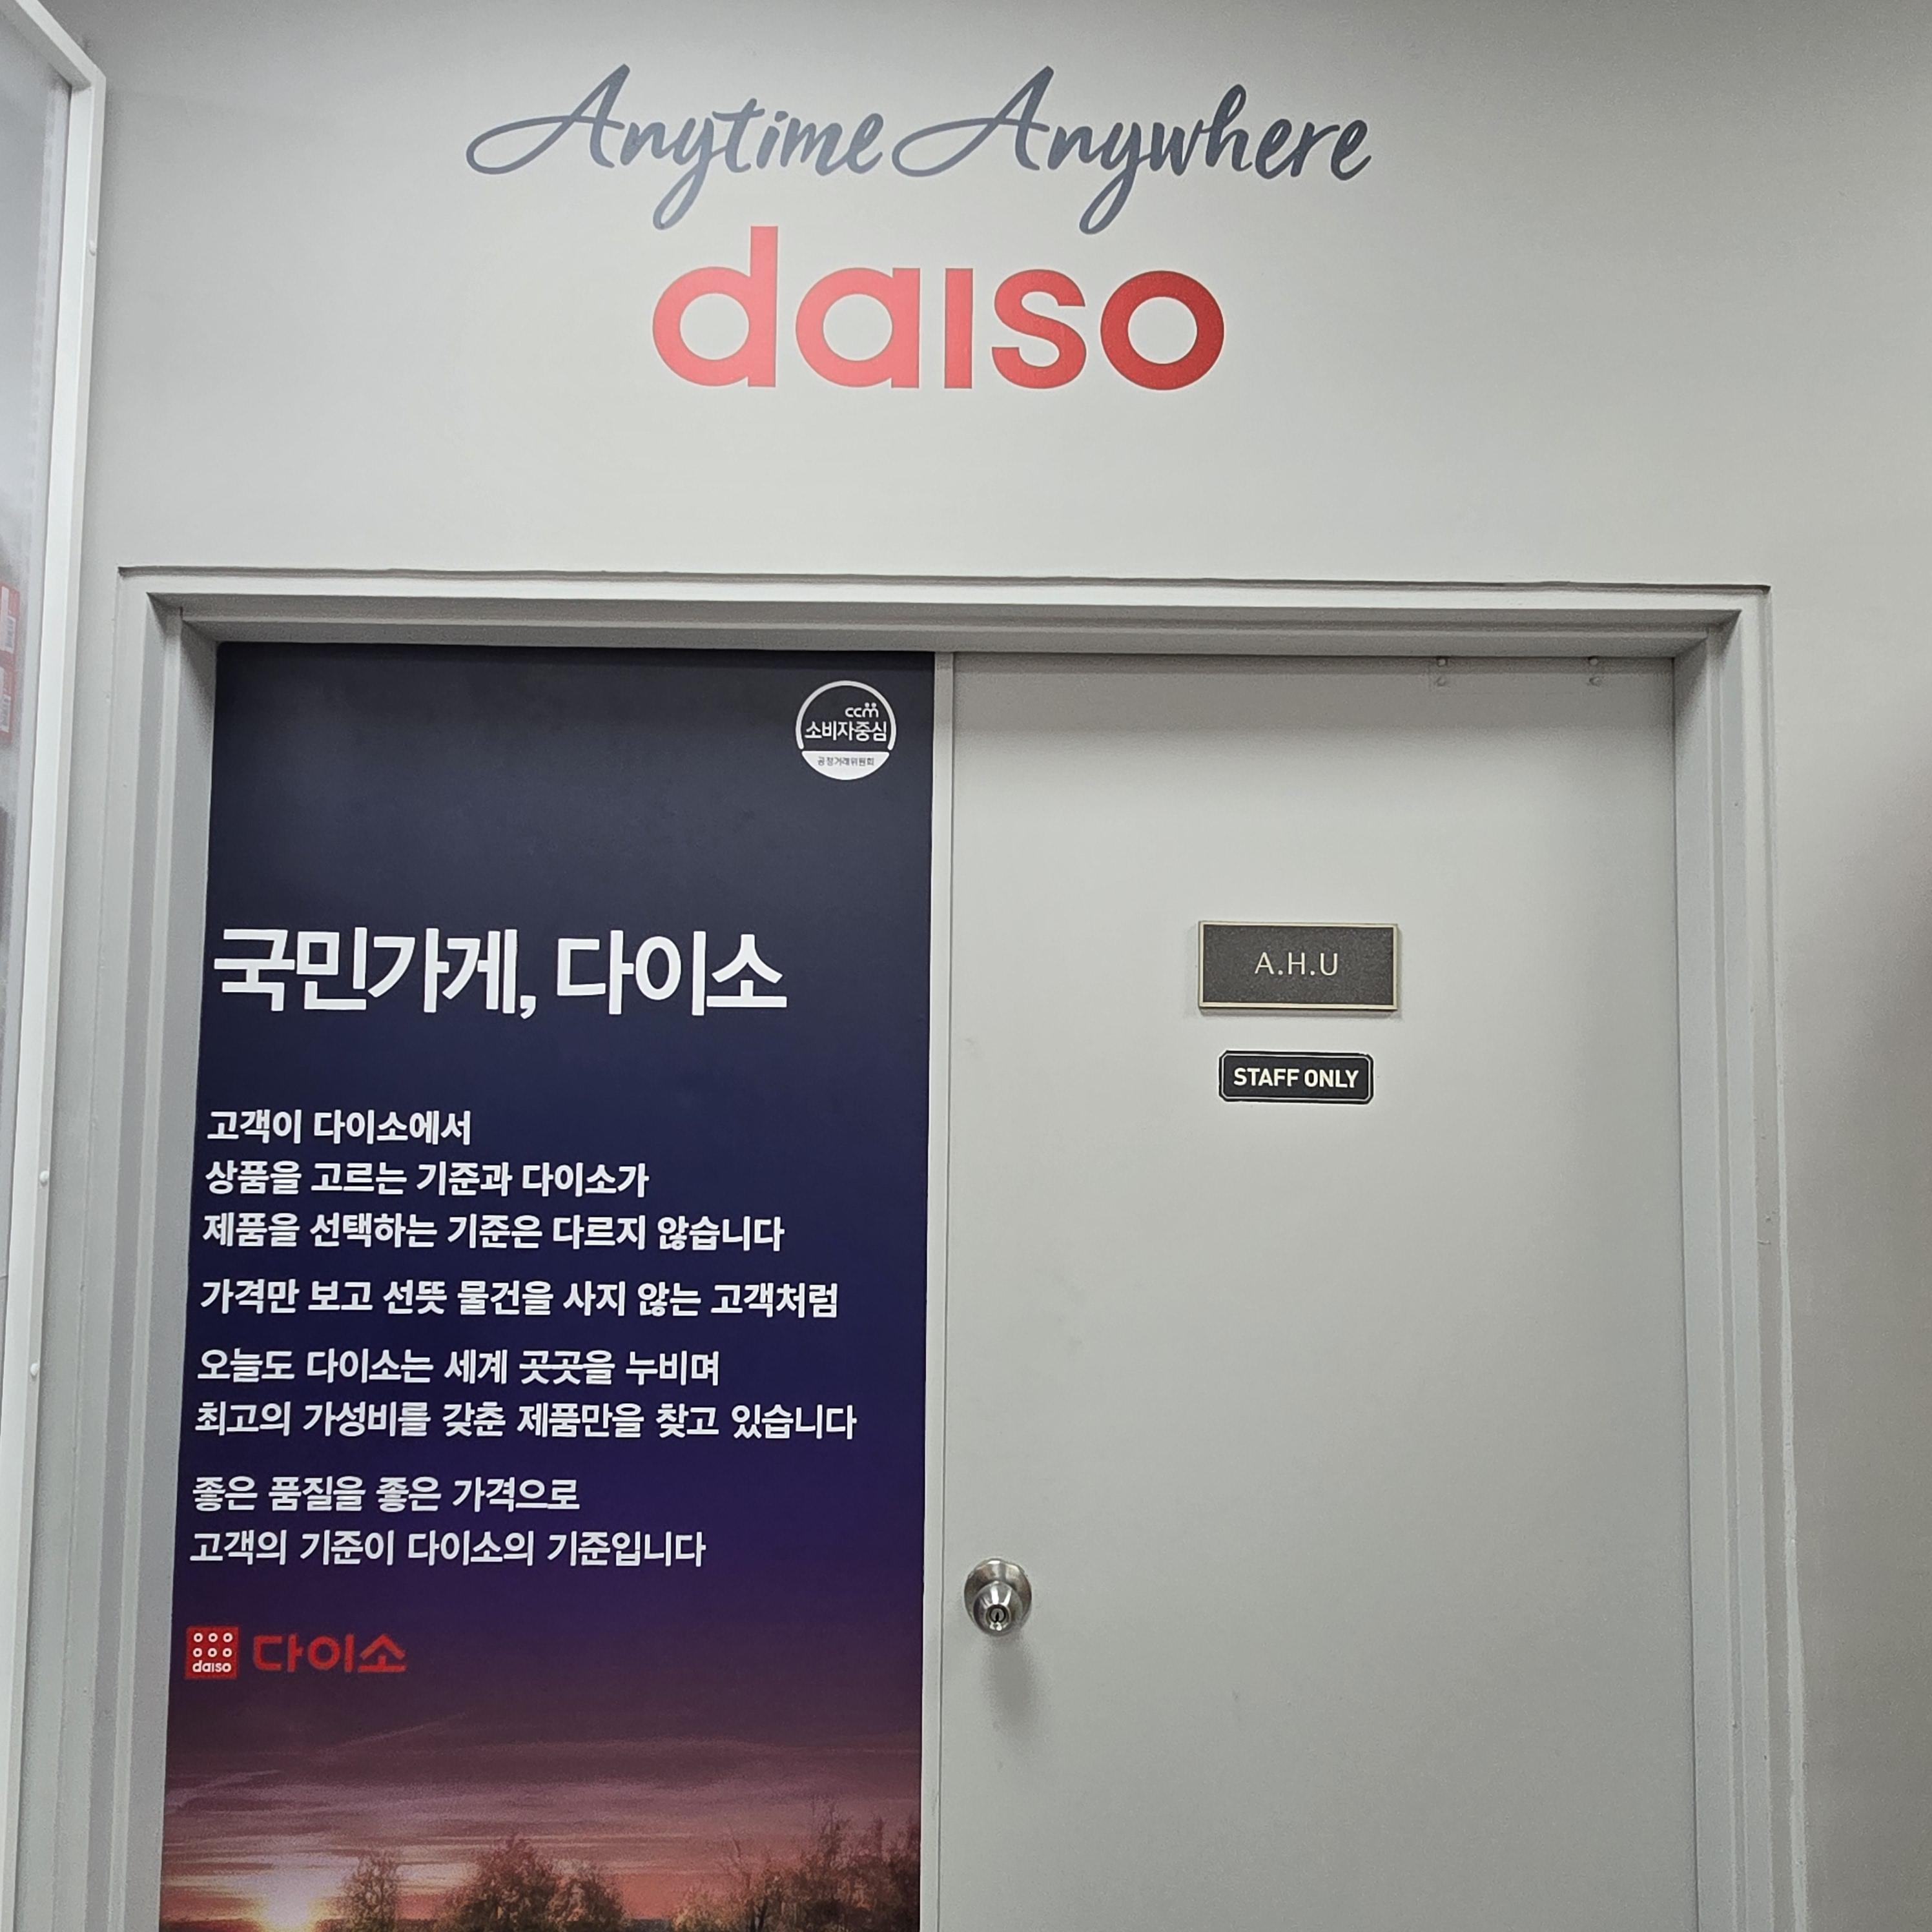 Anytime Anywhere
daiso
ccm
소비자중심
공정거래위원회
국민가게, 다이소
고객이 다이소에서
상품을 고르는 기준과 다이소가
제품을 선택하는 기준은 다르지 않습니다
가격만 보고 선뜻 물건을 사지 않는 고객처럼
오늘도 다이소는 세계 곳곳을 누비며
최고의 가성비를 갖춘 제품만을 찾고 있습니다
좋은 품질을 좋은 가격으로
고객의 기준이 다이소의 기준입니다
daiso 다이소
A.H.U
STAFF ONLY